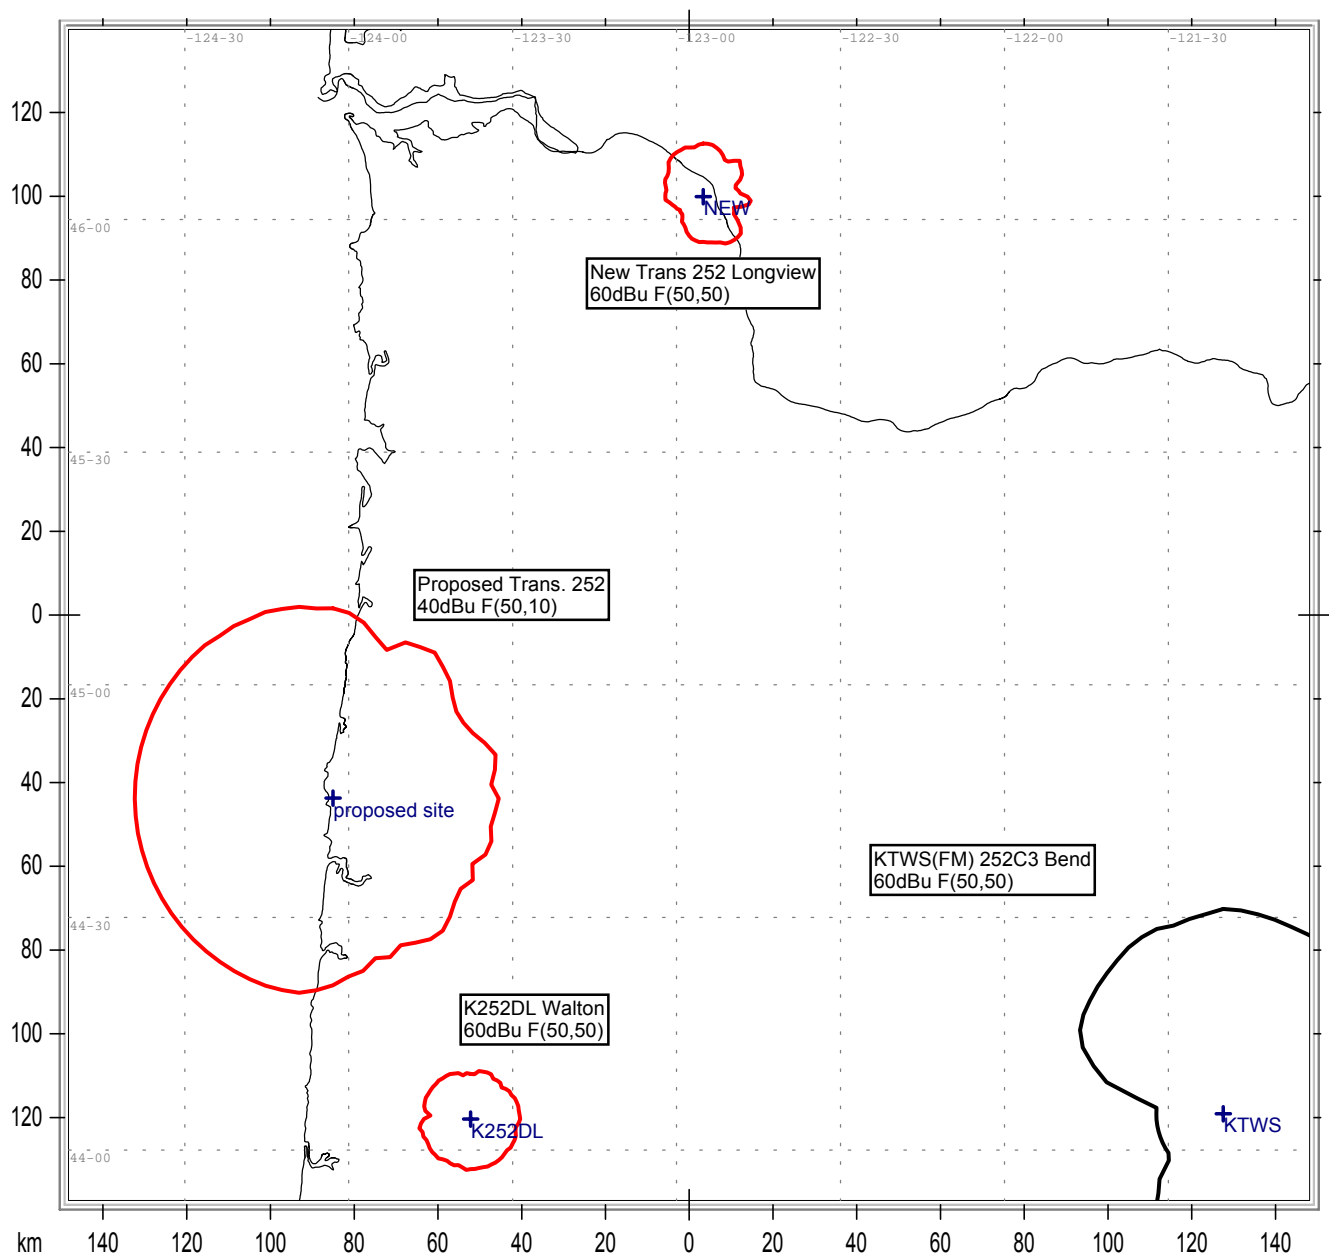 -124-30 -124-00 -123-30 -123-00 -122-30 -122-00 -121-30
120
100
NEW
46-00
New Trans 252 Longview
60dBu F(50,50)
80
60
40
45-30
20
Proposed Trans. 252
40dBu F(50,10)
0
45-00
20
40
proposed site
60
KTWS(FM) 252C3 Bend
60dBu F(50,50)
44-30
80
K252DL Walton
60dBu F(50,50)
100
120
K252DL
KTWS
44-00
km 140 120 100 80 60 40 20 0 20 40 60 80 100 120 140